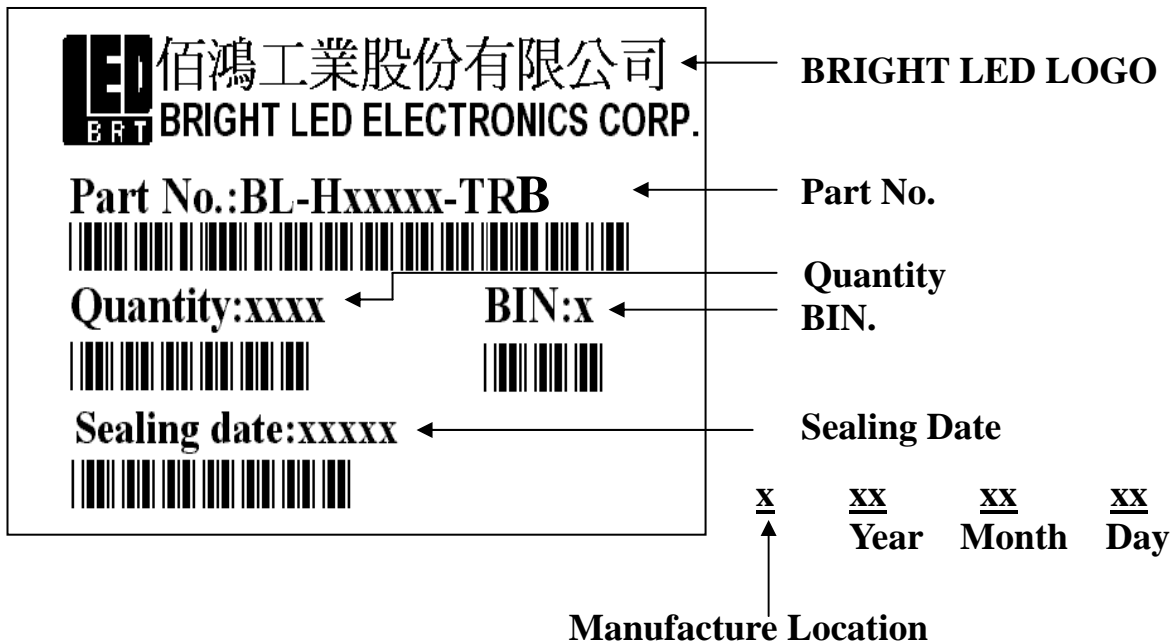 佰鴻工業股份有限公司
BRT BRIGHT LED ELECTRONICS CORP.
BRIGHT LED LOGO
Part No.:BL-Hxxxxx-TRB
Part No.
Quantity:xxxx
BIN:x
Quantity
BIN.
Sealing date:xxxxx
Sealing Date
x xx xx xx
Year Month Day
Manufacture Location